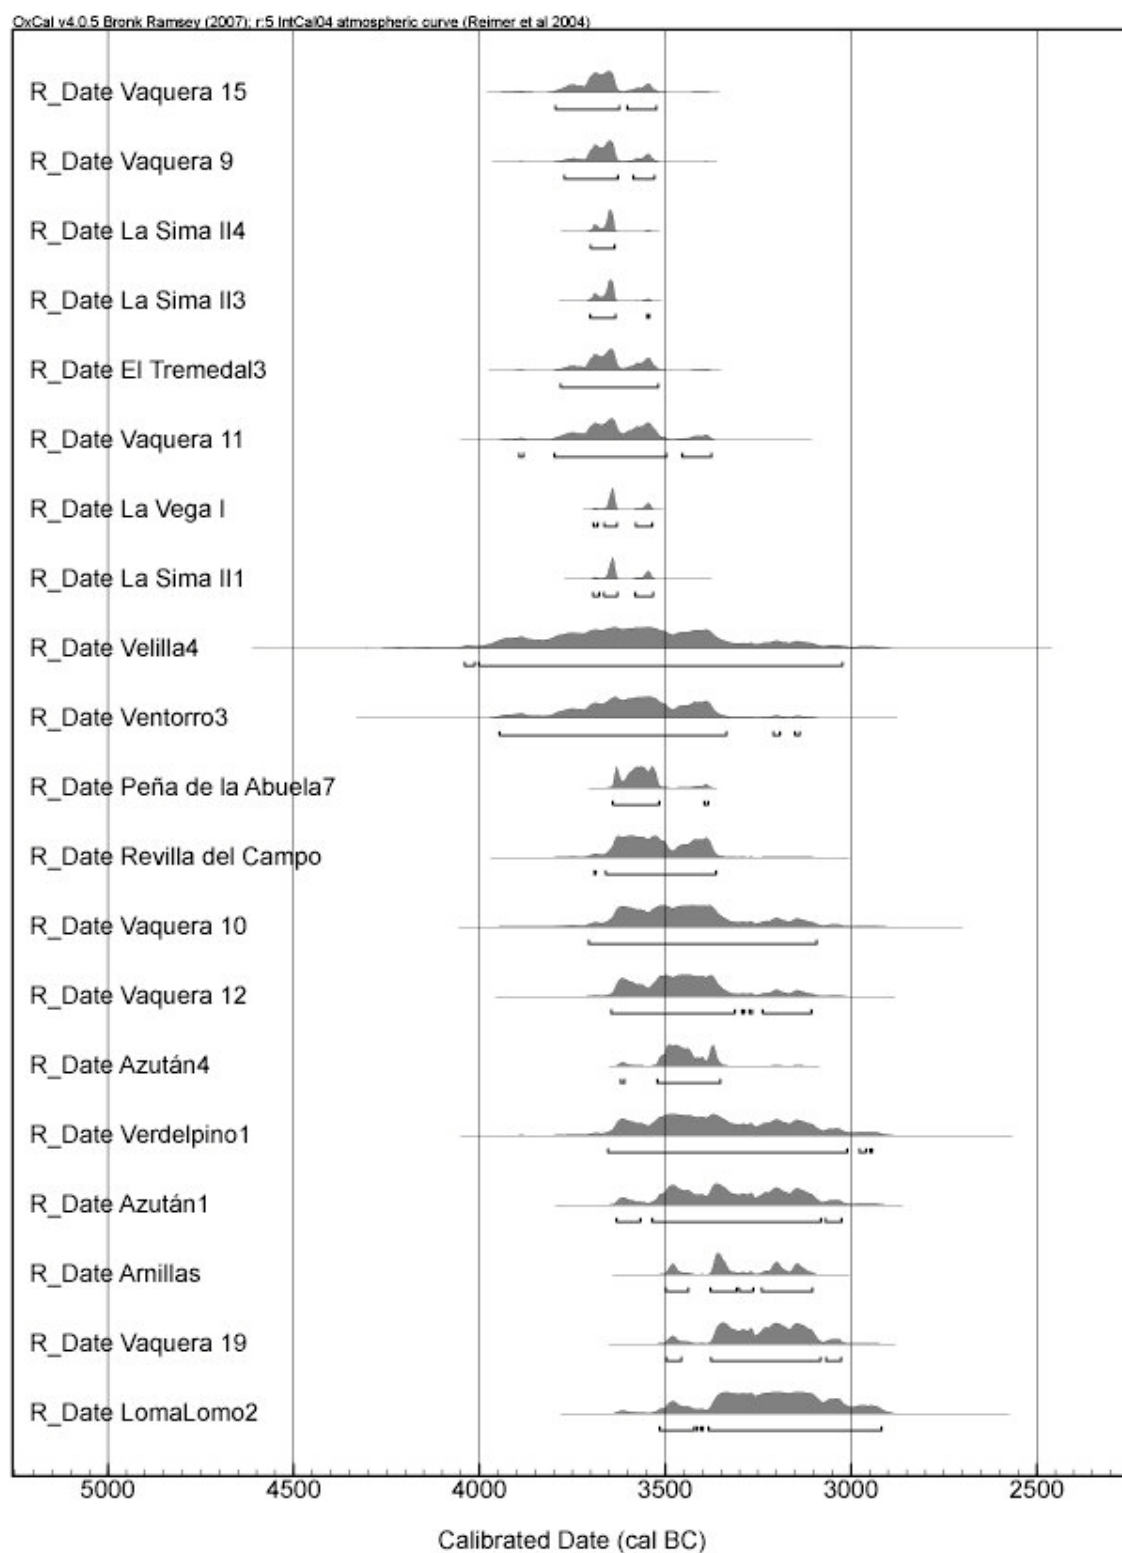 OxCal v4.0.5 Bronk Ramsey (2007); r:5 IntCal04 atmospheric curve (Reimer et al 2004)
R_Date Vaquera 15
R_Date Vaquera 9
R_Date La Sima II4
R_Date La Sima II3
R_Date El Tremedal3
R_Date Vaquera 11
R_Date La Vega I
R_Date La Sima II1
R_Date Velilla4
R_Date Ventorro3
R_Date Peña de la Abuela7
R_Date Revilla del Campo
R_Date Vaquera 10
R_Date Vaquera 12
R_Date Azután4
R_Date Verdelpino1
R_Date Azután1
R_Date Arnillas
R_Date Vaquera 19
R_Date LomaLomo2
5000 4500 4000 3500 3000 2500
Calibrated Date (cal BC)